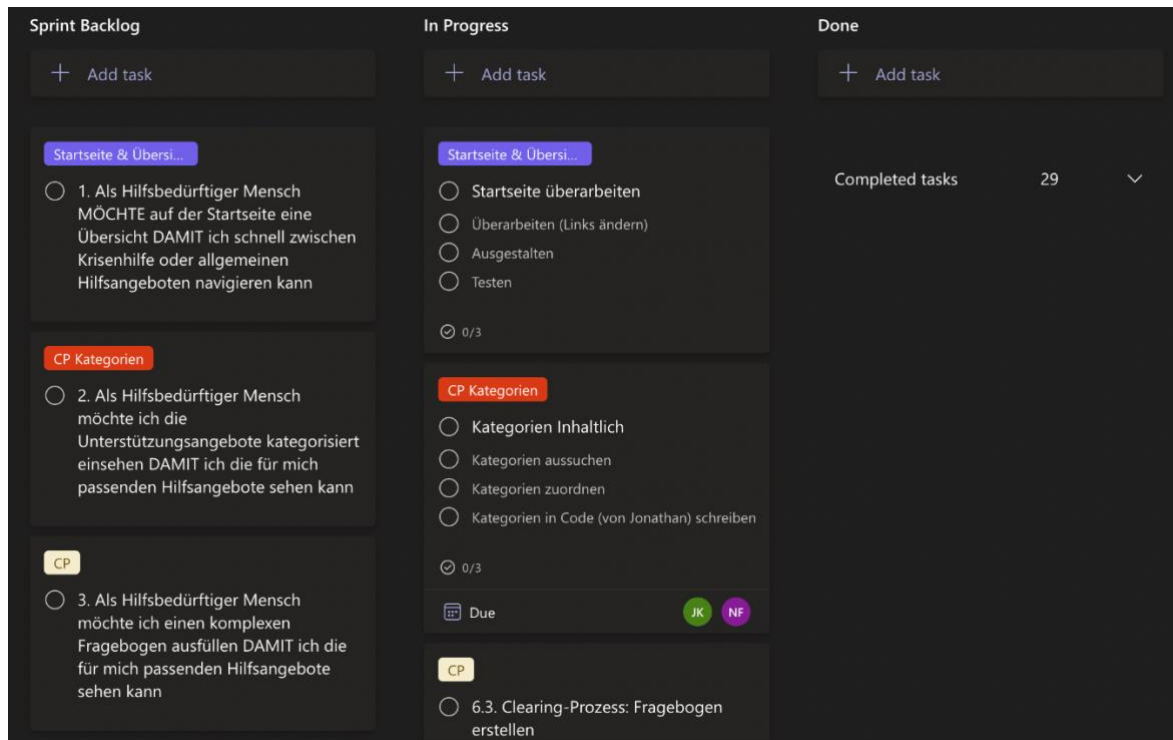 Sprint Backlog
Add task
Startseite & Übersi...
1. Als Hilfsbedürftiger Mensch
MÖCHTE auf der Startseite eine
Übersicht DAMIT ich schnell zwischen
Krisenhilfe oder allgemeinen
Hilfsangeboten navigieren kann
CP Kategorien
2. Als Hilfsbedürftiger Mensch
möchte ich die
Unterstützungsangebote kategorisiert
einsehen DAMIT ich die für mich
passenden Hilfsangebote sehen kann
CP
3. Als Hilfsbedürftiger Mensch
möchte ich einen komplexen
Fragebogen ausfüllen DAMIT ich die
für mich passenden Hilfsangebote
sehen kann
In Progress
Add task
Startseite & Übersi...
Startseite überarbeiten
Überarbeiten (Links ändern)
Ausgestalten
Testen
0/3
CP Kategorien
Kategorien Inhaltlich
Kategorien aussuchen
Kategorien zuordnen
Kategorien in Code (von Jonathan) schreiben
0/3
Due JK NF
CP
6.3. Clearing-Prozess: Fragebogen
erstellen
Done
Add task
Completed tasks 29